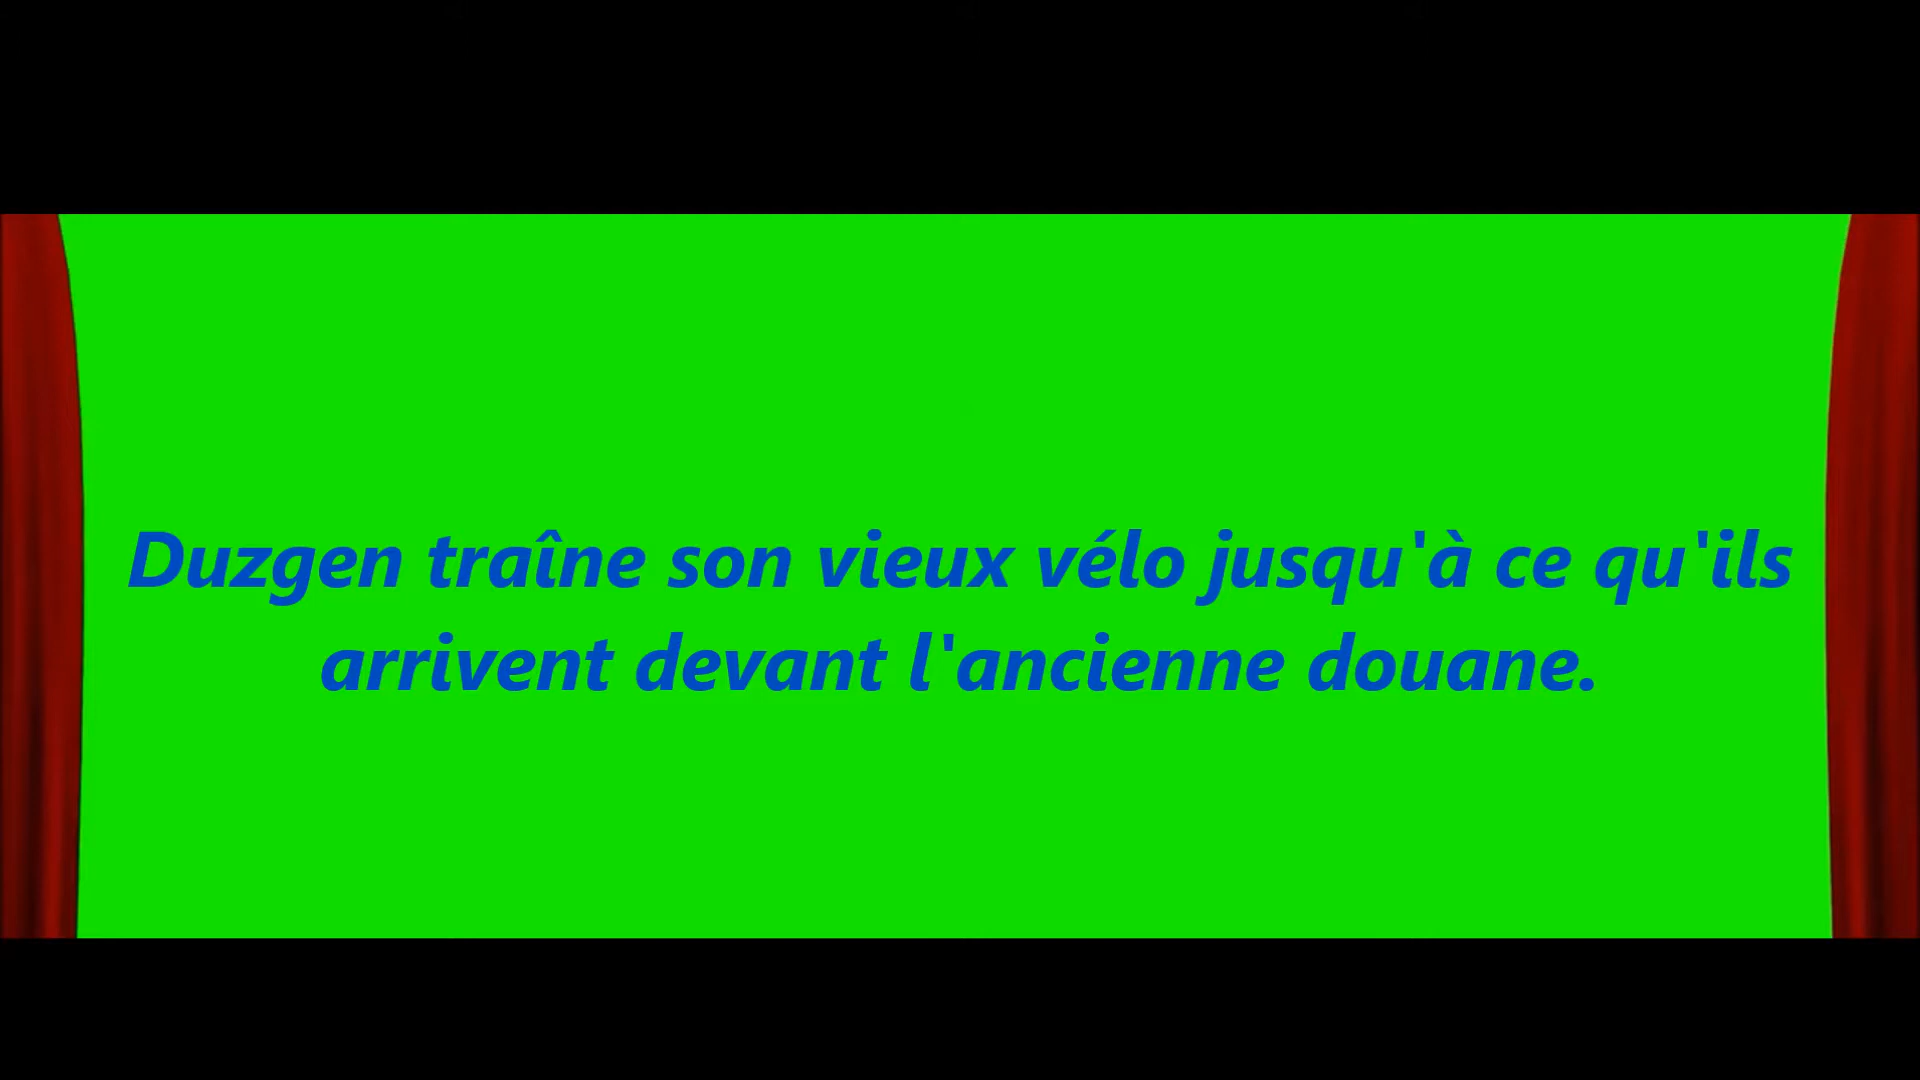 Duzgen traîne son vieux vélo jusqu'à ce qu'ils
arrivent devant l'ancienne douane.